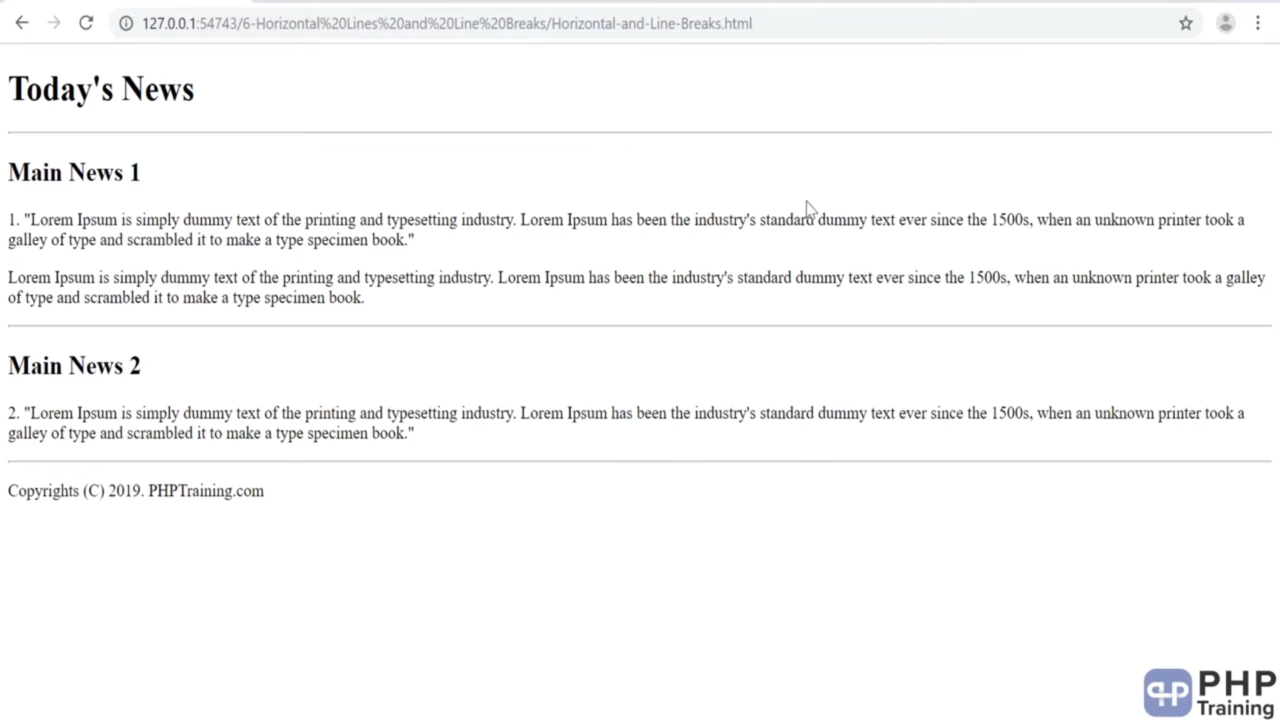 127.0.0.1:54743/6-Horizontal%20Lines%20and%20Line%20Breaks/Horizontal-and-Line-Breaks.html
Today's News
Main News 1
1. "Lorem Ipsum is simply dummy text of the printing and typesetting industry. Lorem Ipsum has been the industry's standard dummy text ever since the 1500s, when an unknown printer took a
galley of type and scrambled it to make a type specimen book."
Lorem Ipsum is simply dummy text of the printing and typesetting industry. Lorem Ipsum has been the industry's standard dummy text ever since the 1500s, when an unknown printer took a galley
of type and scrambled it to make a type specimen book.
Main News 2
2. "Lorem Ipsum is simply dummy text of the printing and typesetting industry. Lorem Ipsum has been the industry's standard dummy text ever since the 1500s, when an unknown printer took a
galley of type and scrambled it to make a type specimen book."
Copyrights (C) 2019. PHPTraining.com
PHP
Training